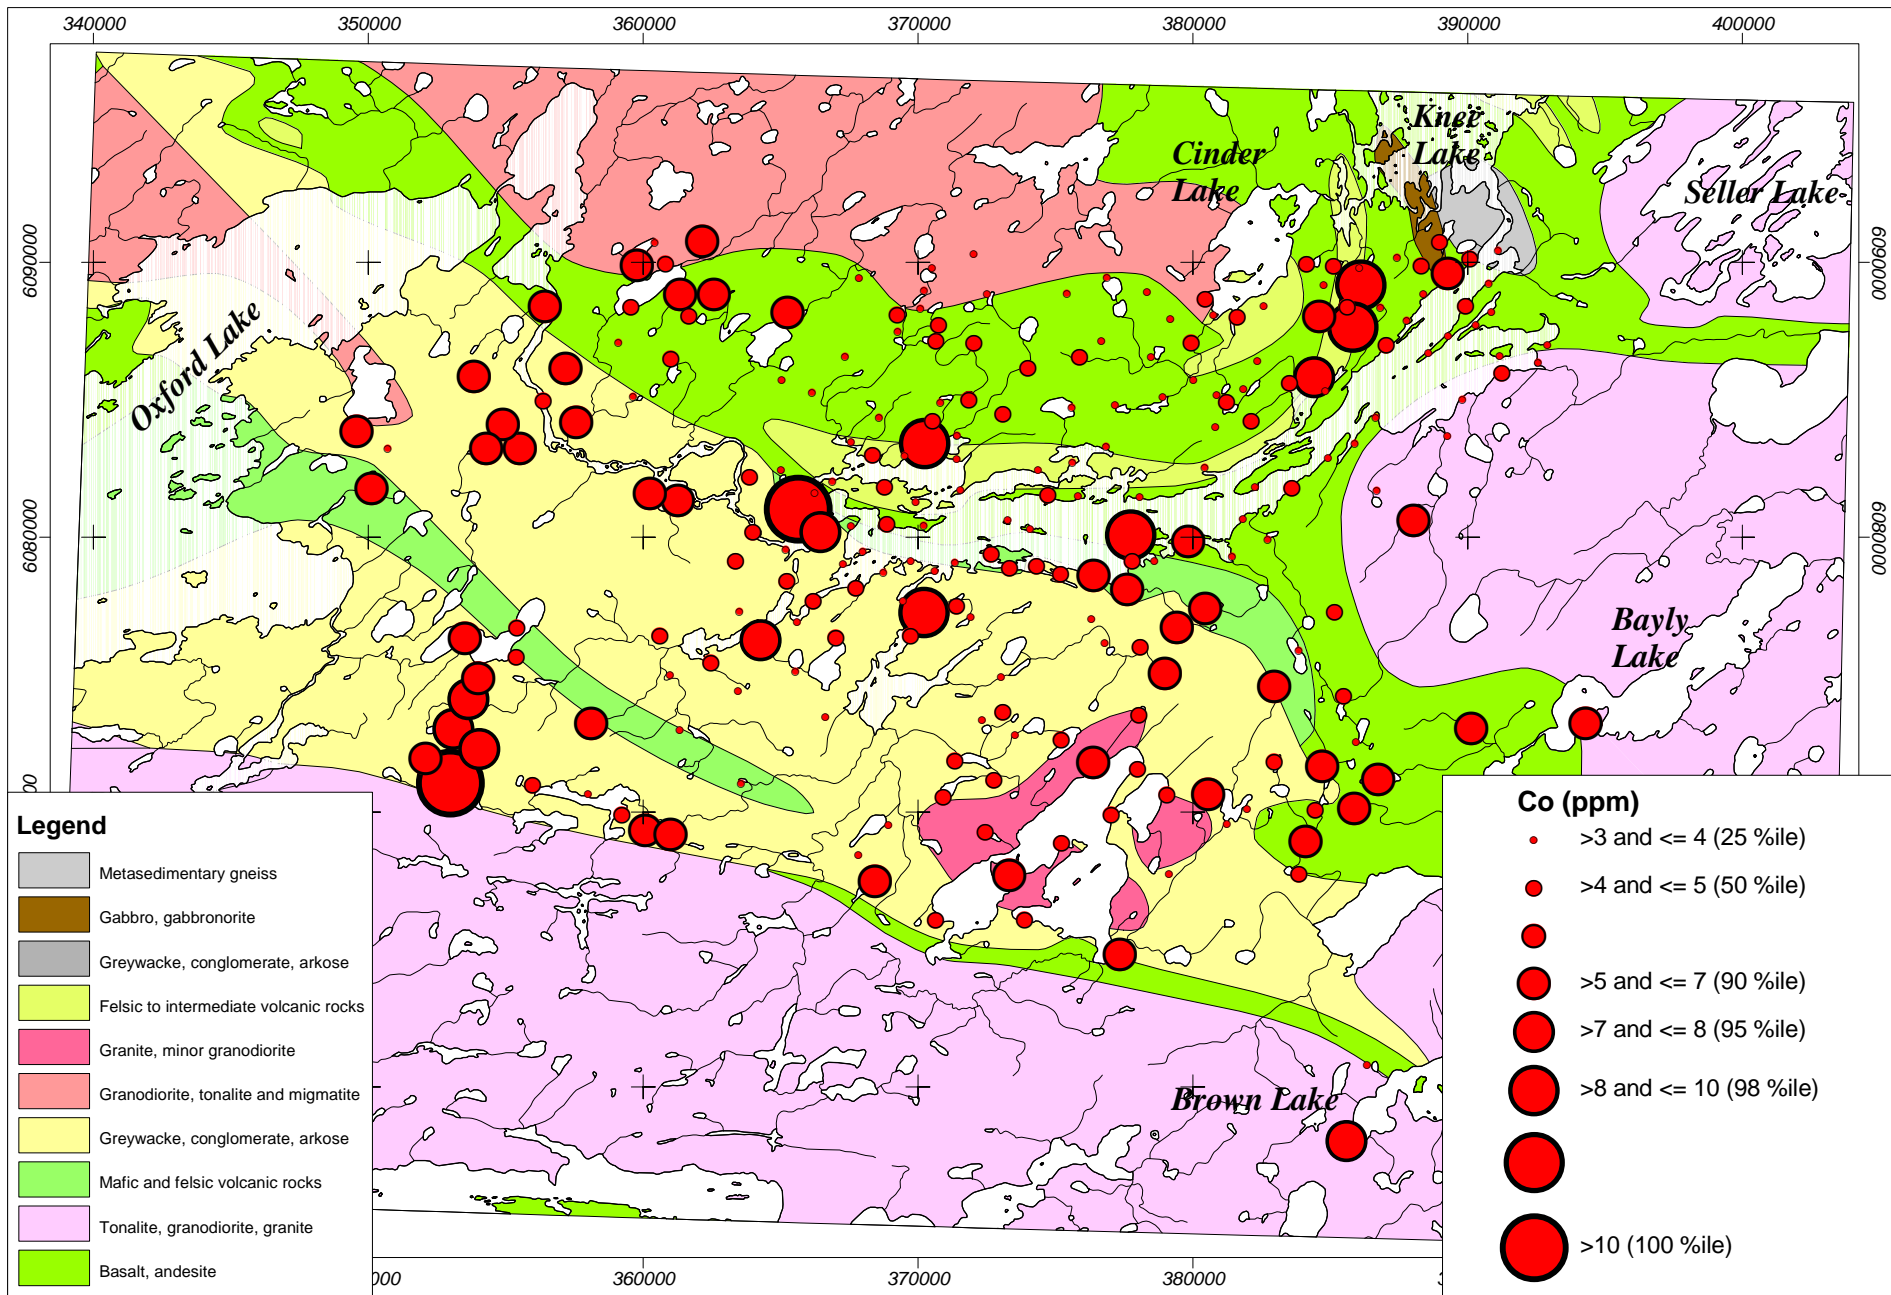 340000 350000 360000 370000 380000 390000 400000
Knee
Lake
Cinder
Lake
Seller Lake
6090000
6090000
Oxford Lake
6080000
6080000
Bayly
Lake
Brown Lake
Legend
Metasedimentary gneiss
Gabbro, gabbronorite
Greywacke, conglomerate, arkose
Felsic to intermediate volcanic rocks
Granite, minor granodiorite
Granodiorite, tonalite and migmatite
Greywacke, conglomerate, arkose
Mafic and felsic volcanic rocks
Tonalite, granodiorite, granite
Basalt, andesite
Co (ppm)
>3 and <= 4 (25 %ile)
>4 and <= 5 (50 %ile)
>5 and <= 7 (90 %ile)
>7 and <= 8 (95 %ile)
>8 and <= 10 (98 %ile)
>10 (100 %ile)
360000 370000 380000